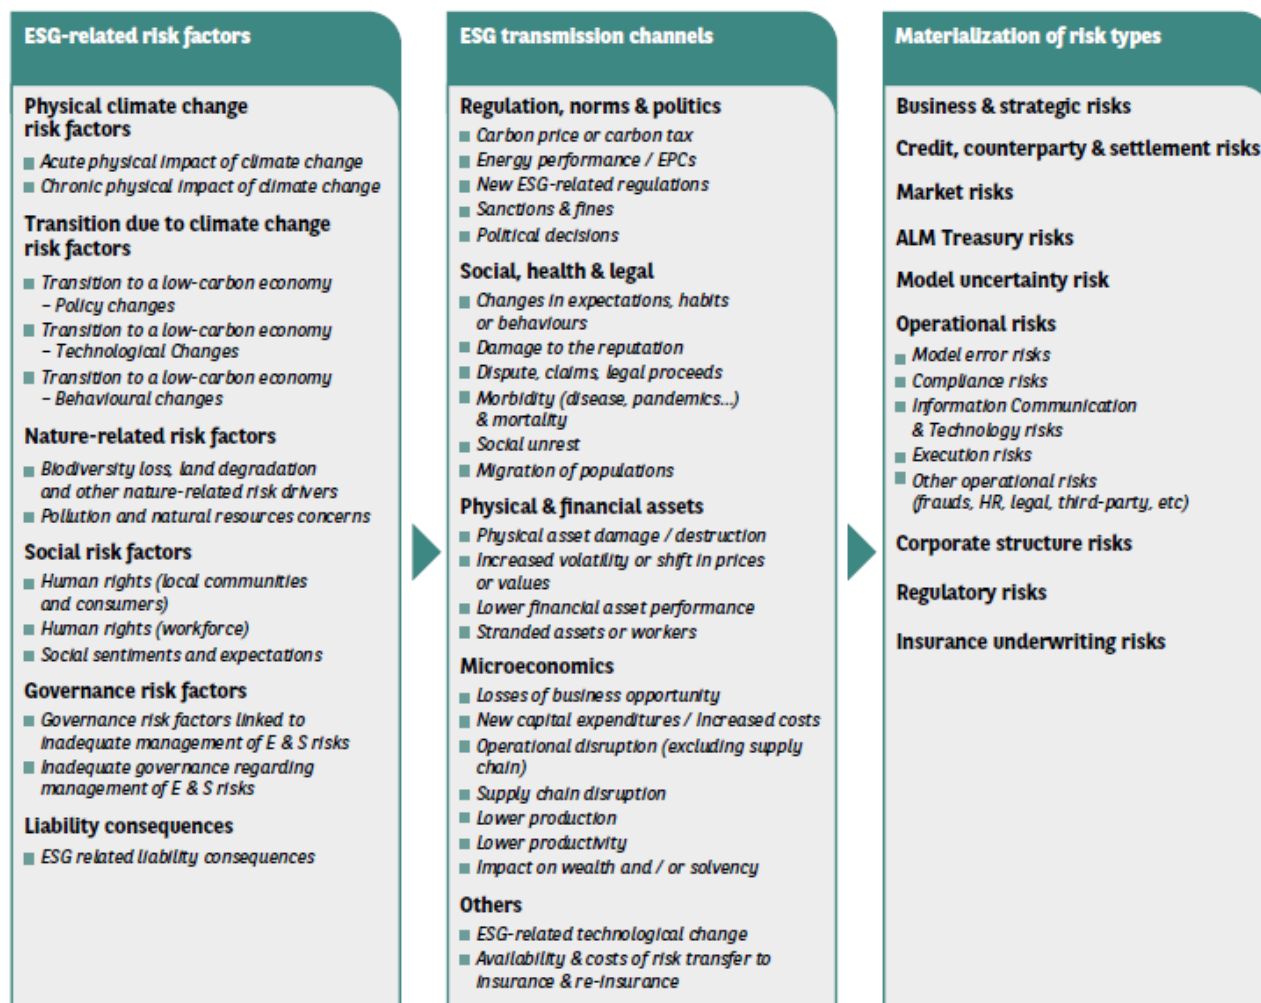 ESG-related risk factors
Physical climate change
risk factors
Acute physical impact of climate change
Chronic physical impact of climate change
Transition due to climate change
risk factors
Transition to a low-carbon economy
– Policy changes
Transition to a low-carbon economy
– Technological Changes
Transition to a low-carbon economy
– Behavioural changes
Nature-related risk factors
Biodiversity loss, land degradation
and other nature-related risk drivers
Pollution and natural resources concerns
Social risk factors
Human rights (local communities
and consumers)
Human rights (workforce)
Social sentiments and expectations
Governance risk factors
Governance risk factors linked to
inadequate management of E & S risks
Inadequate governance regarding
management of E & S risks
Liability consequences
ESG related liability consequences
ESG transmission channels
Regulation, norms & politics
Carbon price or carbon tax
Energy performance / EPCs
New ESG-related regulations
Sanctions & fines
Political decisions
Social, health & legal
Changes in expectations, habits
or behaviours
Damage to the reputation
Dispute, claims, legal proceeds
Morbidity (disease, pandemics...)
& mortality
Social unrest
Migration of populations
Physical & financial assets
Physical asset damage / destruction
Increased volatility or shift in prices
or values
Lower financial asset performance
Stranded assets or workers
Microeconomics
Losses of business opportunity
New capital expenditures / Increased costs
Operational disruption (excluding supply
chain)
Supply chain disruption
Lower production
Lower productivity
Impact on wealth and / or solvency
Others
ESG-related technological change
Availability & costs of risk transfer to
insurance & re-insurance
Materialization of risk types
Business & strategic risks
Credit, counterparty & settlement risks
Market risks
ALM Treasury risks
Model uncertainty risk
Operational risks
Model error risks
Compliance risks
Information Communication
& Technology risks
Execution risks
Other operational risks
(frauds, HR, legal, third-party, etc)
Corporate structure risks
Regulatory risks
Insurance underwriting risks